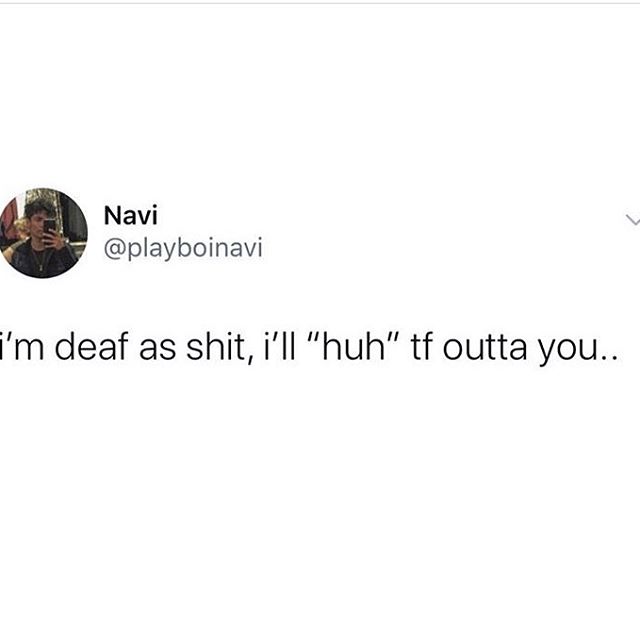 Navi
@playboinavi
i’m deaf as shit, i’ll “huh” tf outta you..